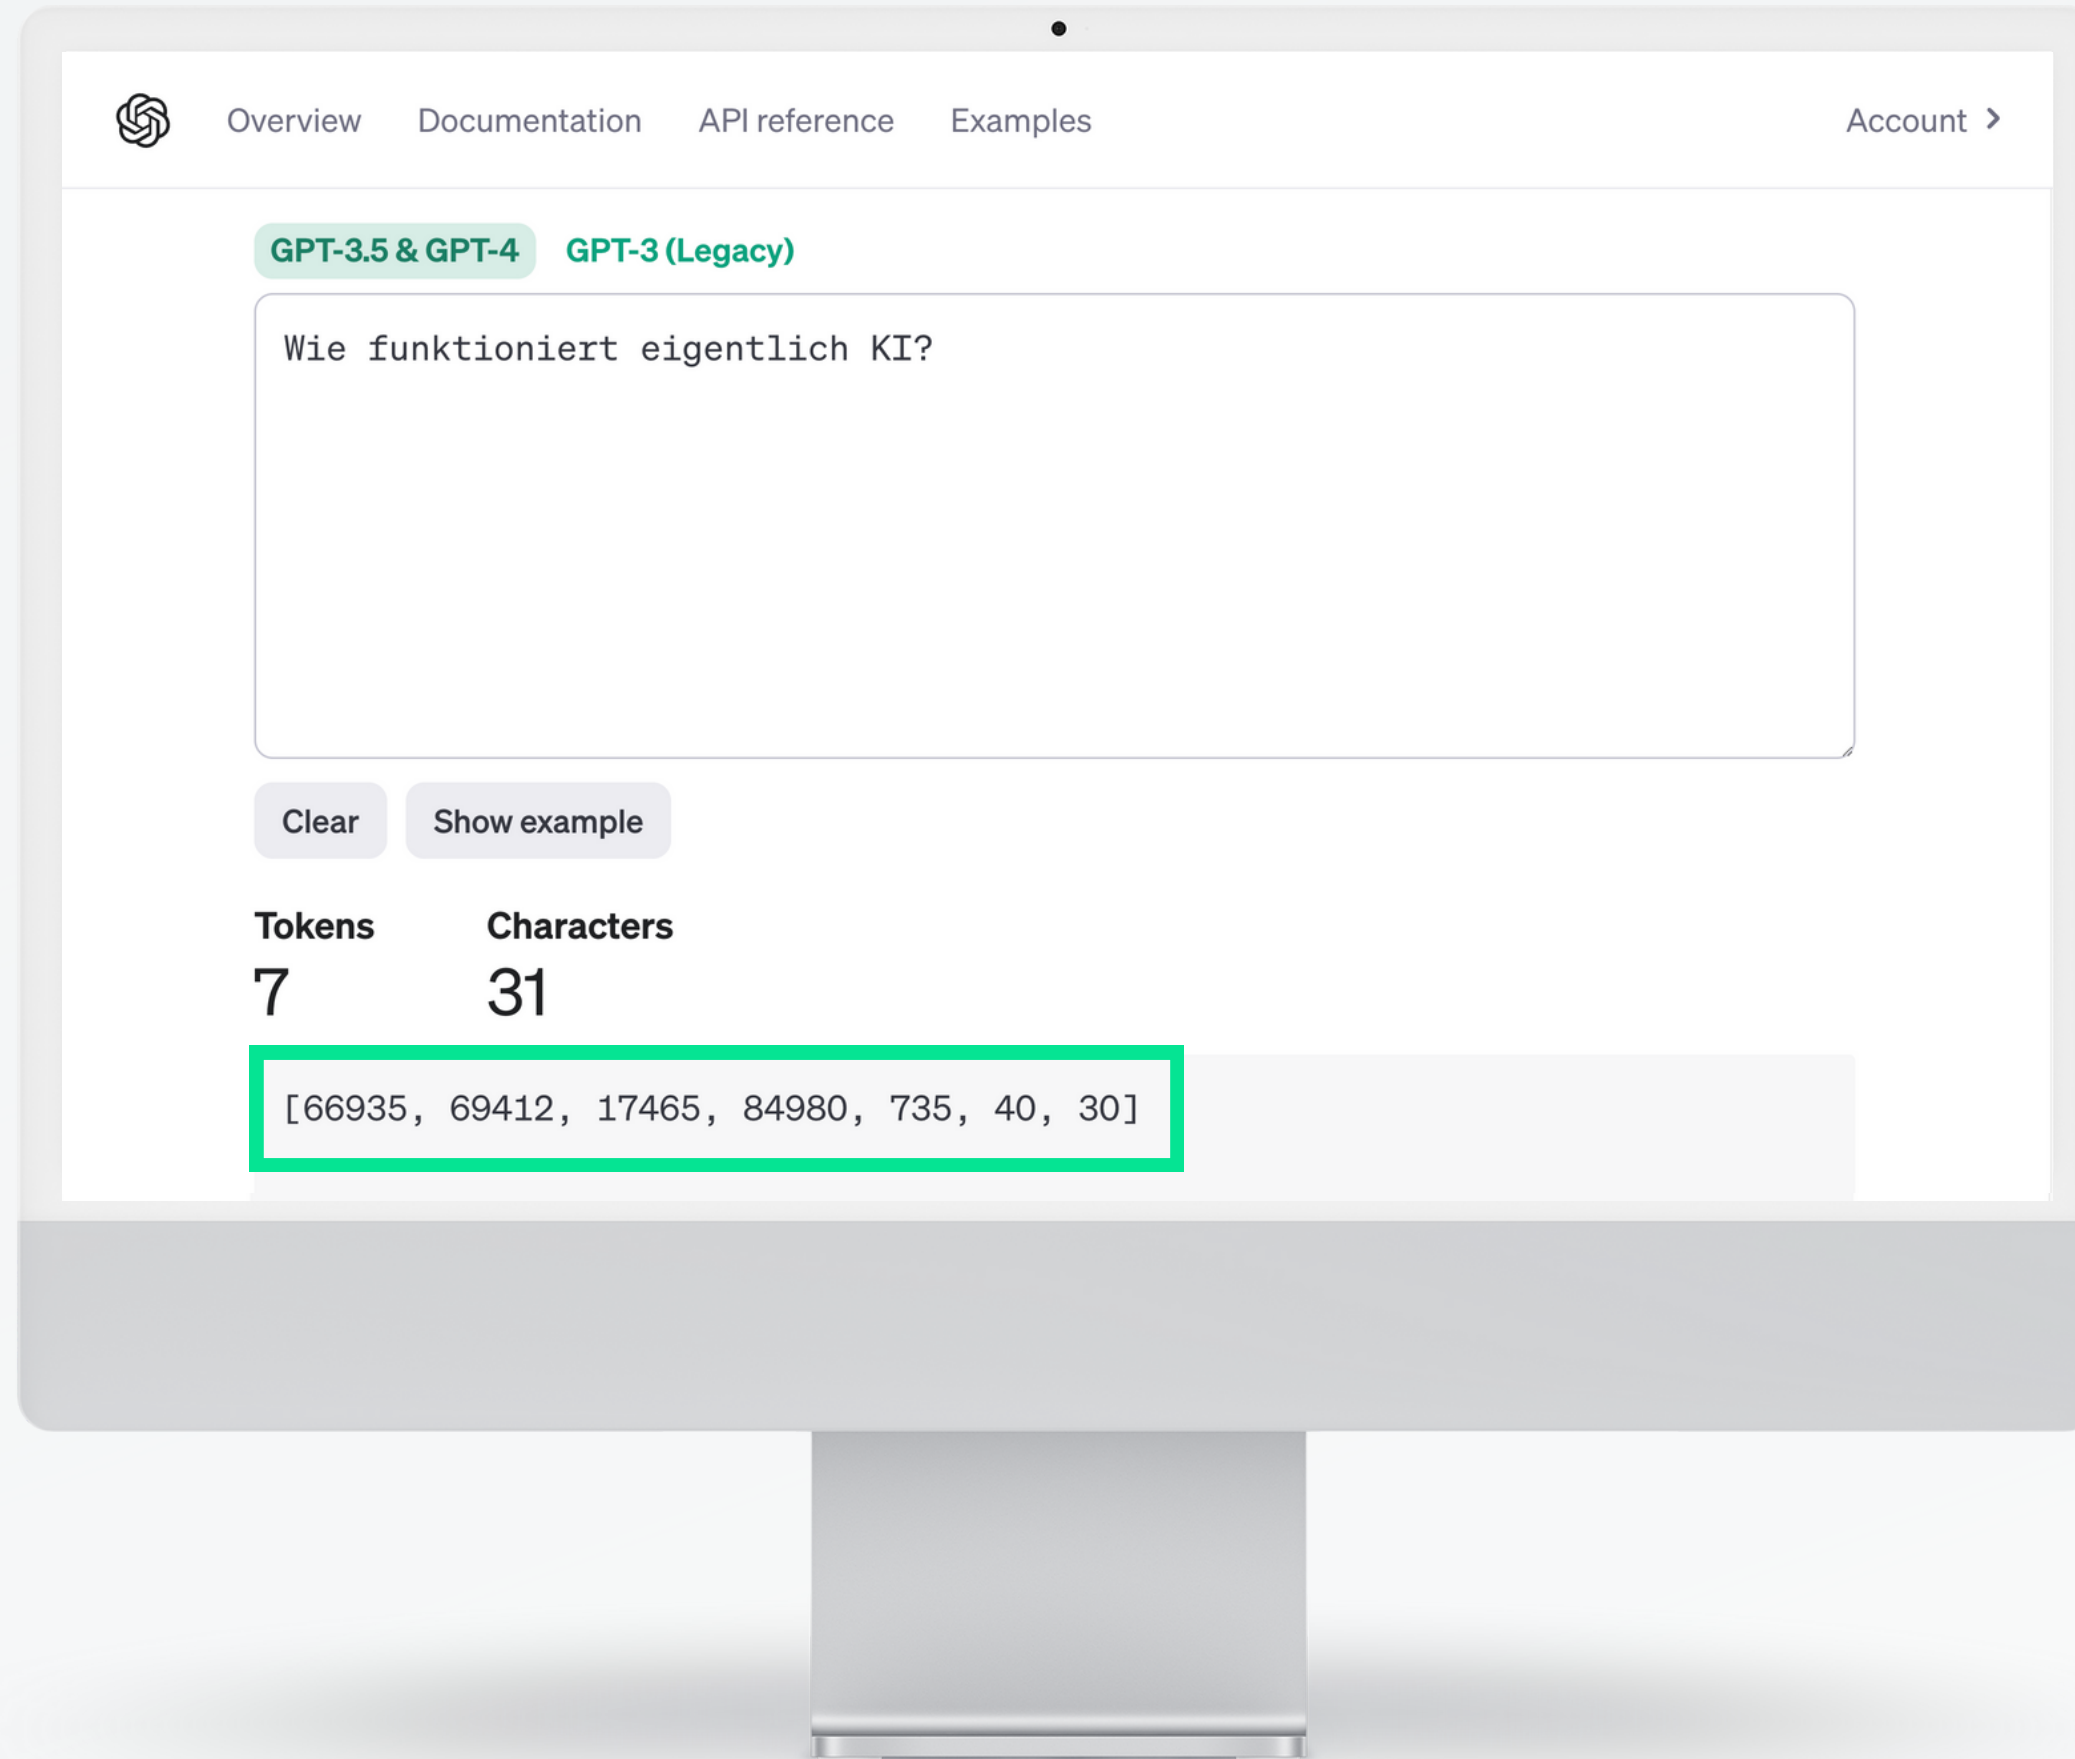 Overview Documentation API reference Examples Account
GPT-3.5 & GPT-4 GPT-3 (Legacy)
Wie funktioniert eigentlich KI?
Clear Show example
Tokens Characters
7 31
[66935, 69412, 17465, 84980, 735, 40, 30]